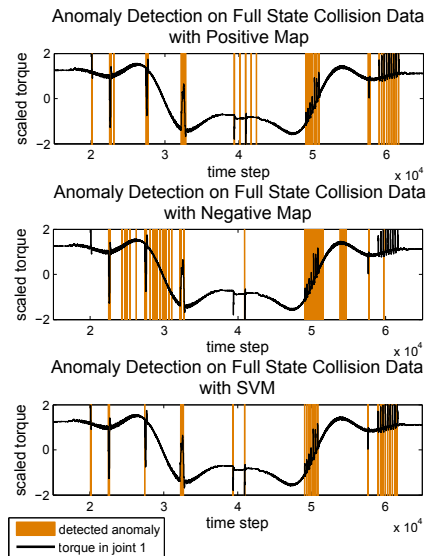 Anomaly Detection on Full State Collision Data
with Positive Map
scaled torque
2
0
−2
2 3 4 5 6
time step
x 10^4
Anomaly Detection on Full State Collision Data
with Negative Map
scaled torque
2
0
−2
2 3 4 5 6
time step
x 10^4
Anomaly Detection on Full State Collision Data
with SVM
scaled torque
2
0
−2
2 3 4 5 6
time step
x 10^4
detected anomaly
torque in joint 1